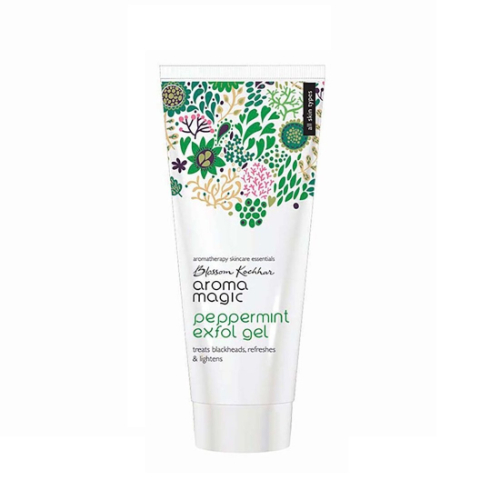 all skin types
aromatherapy skincare essentials
Blossom Kochhar
aroma
magic
peppermint
exfol gel
treats blackheads, refreshes
& lightens